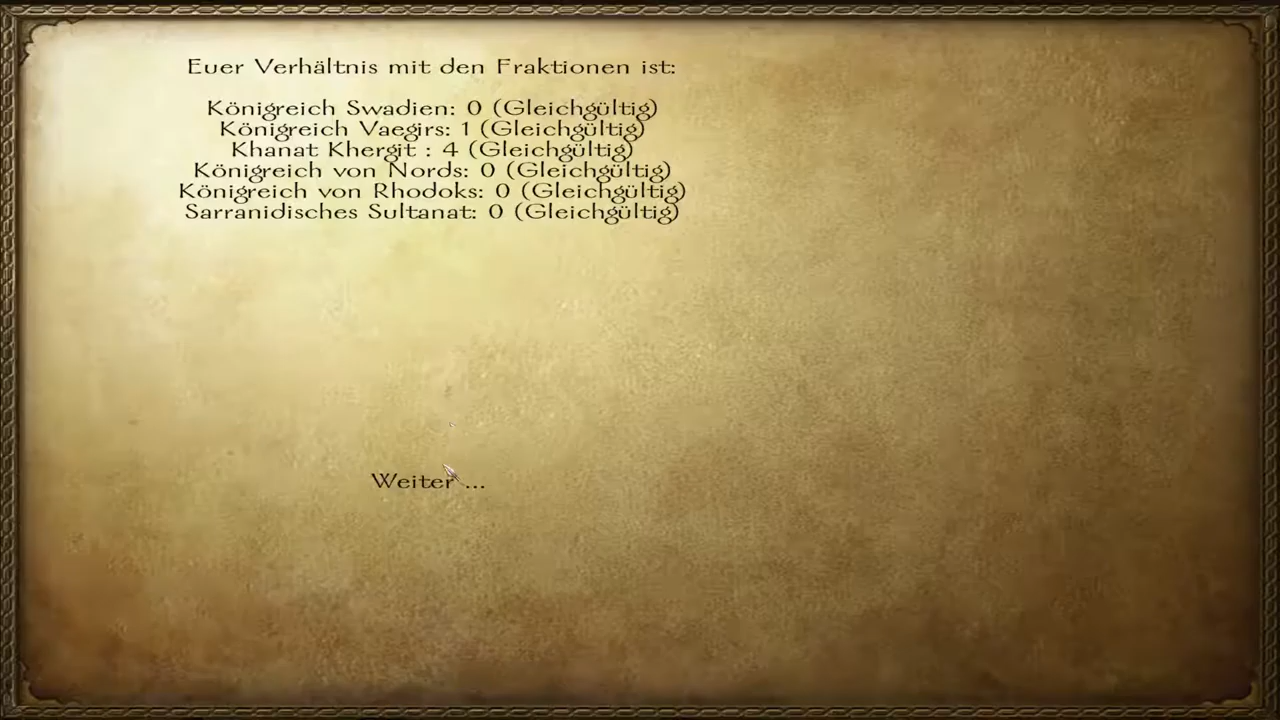 Euer Verhältnis mit den Fraktionen ist:
Königreich Swadien: 0 (Gleichgültig)
Königreich Vaegirs: 1 (Gleichgültig)
Khanat Khergit : 4 (Gleichgültig)
Königreich von Nords: 0 (Gleichgültig)
Königreich von Rhodoks: 0 (Gleichgültig)
Sarranidisches Sultanat: 0 (Gleichgültig)
Weiter ...